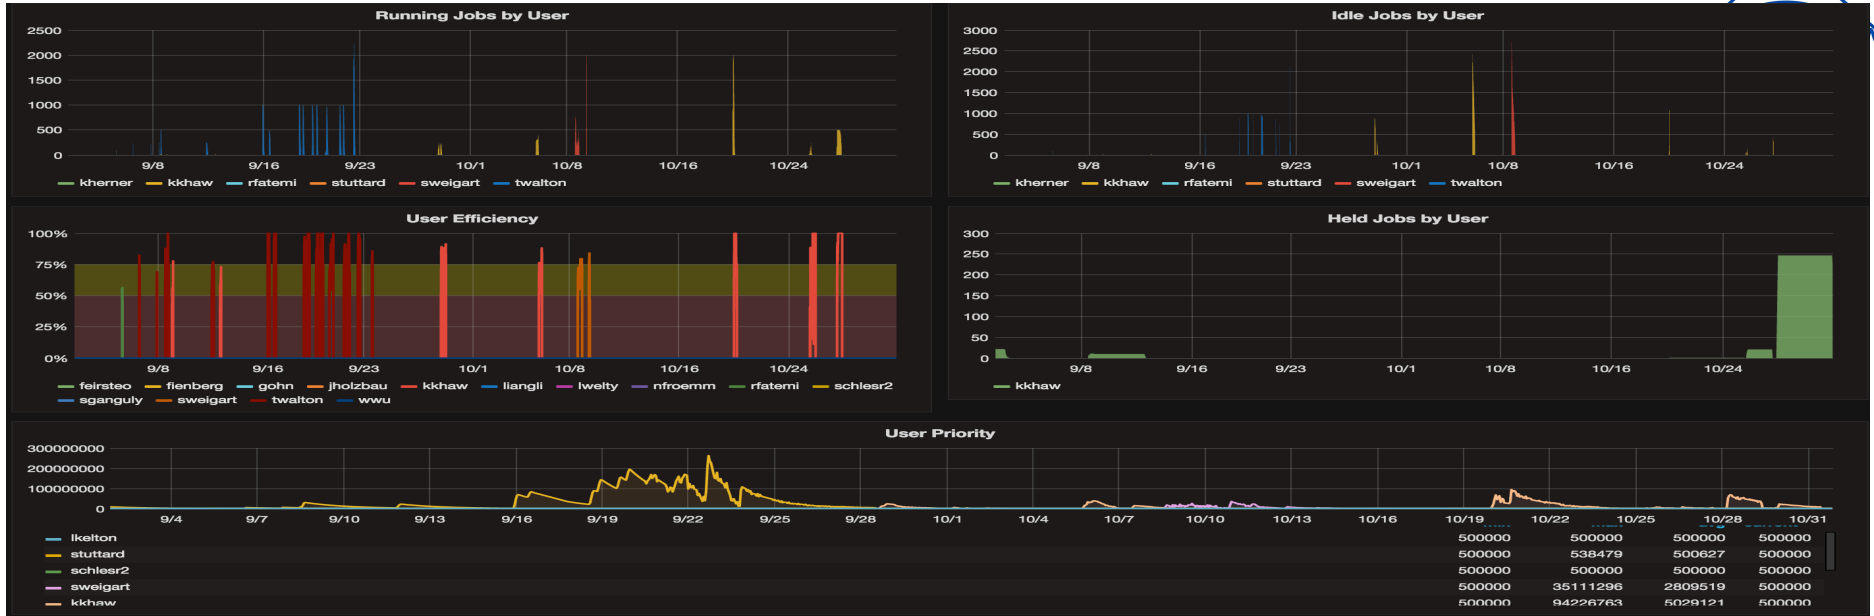 Running Jobs by User
2500
2000
1500
1000
500
0
9/8 9/16 9/23 10/1 10/8 10/16 10/24
kherner kkhaw rfatemi stuttard sweigart twalton
Idle Jobs by User
3000
2500
2000
1500
1000
500
0
9/8 9/16 9/23 10/1 10/8 10/16 10/24
kherner kkhaw rfatemi stuttard sweigart twalton
User Efficiency
100%
75%
50%
25%
0%
9/8 9/16 9/23 10/1 10/8 10/16 10/24
feirsteo fienberg gohn jholzbau kkhaw liangli lwelty nfroemm rfatemi schlesr2
sganguly sweigart twalton wwu
Held Jobs by User
300
250
200
150
100
50
0
9/8 9/16 9/23 10/1 10/8 10/16 10/24
kkhaw
User Priority
300000000
200000000
100000000
0
9/4 9/7 9/10 9/13 9/16 9/19 9/22 9/25 9/28 10/1 10/4 10/7 10/10 10/13 10/16 10/19 10/22 10/25 10/28 10/31
lkelton 500000 500000 500000 500000
stuttard 500000 538479 500627 500000
schlesr2 500000 500000 500000 500000
sweigart 500000 35111296 2809519 500000
kkhaw 500000 94226763 5029121 500000